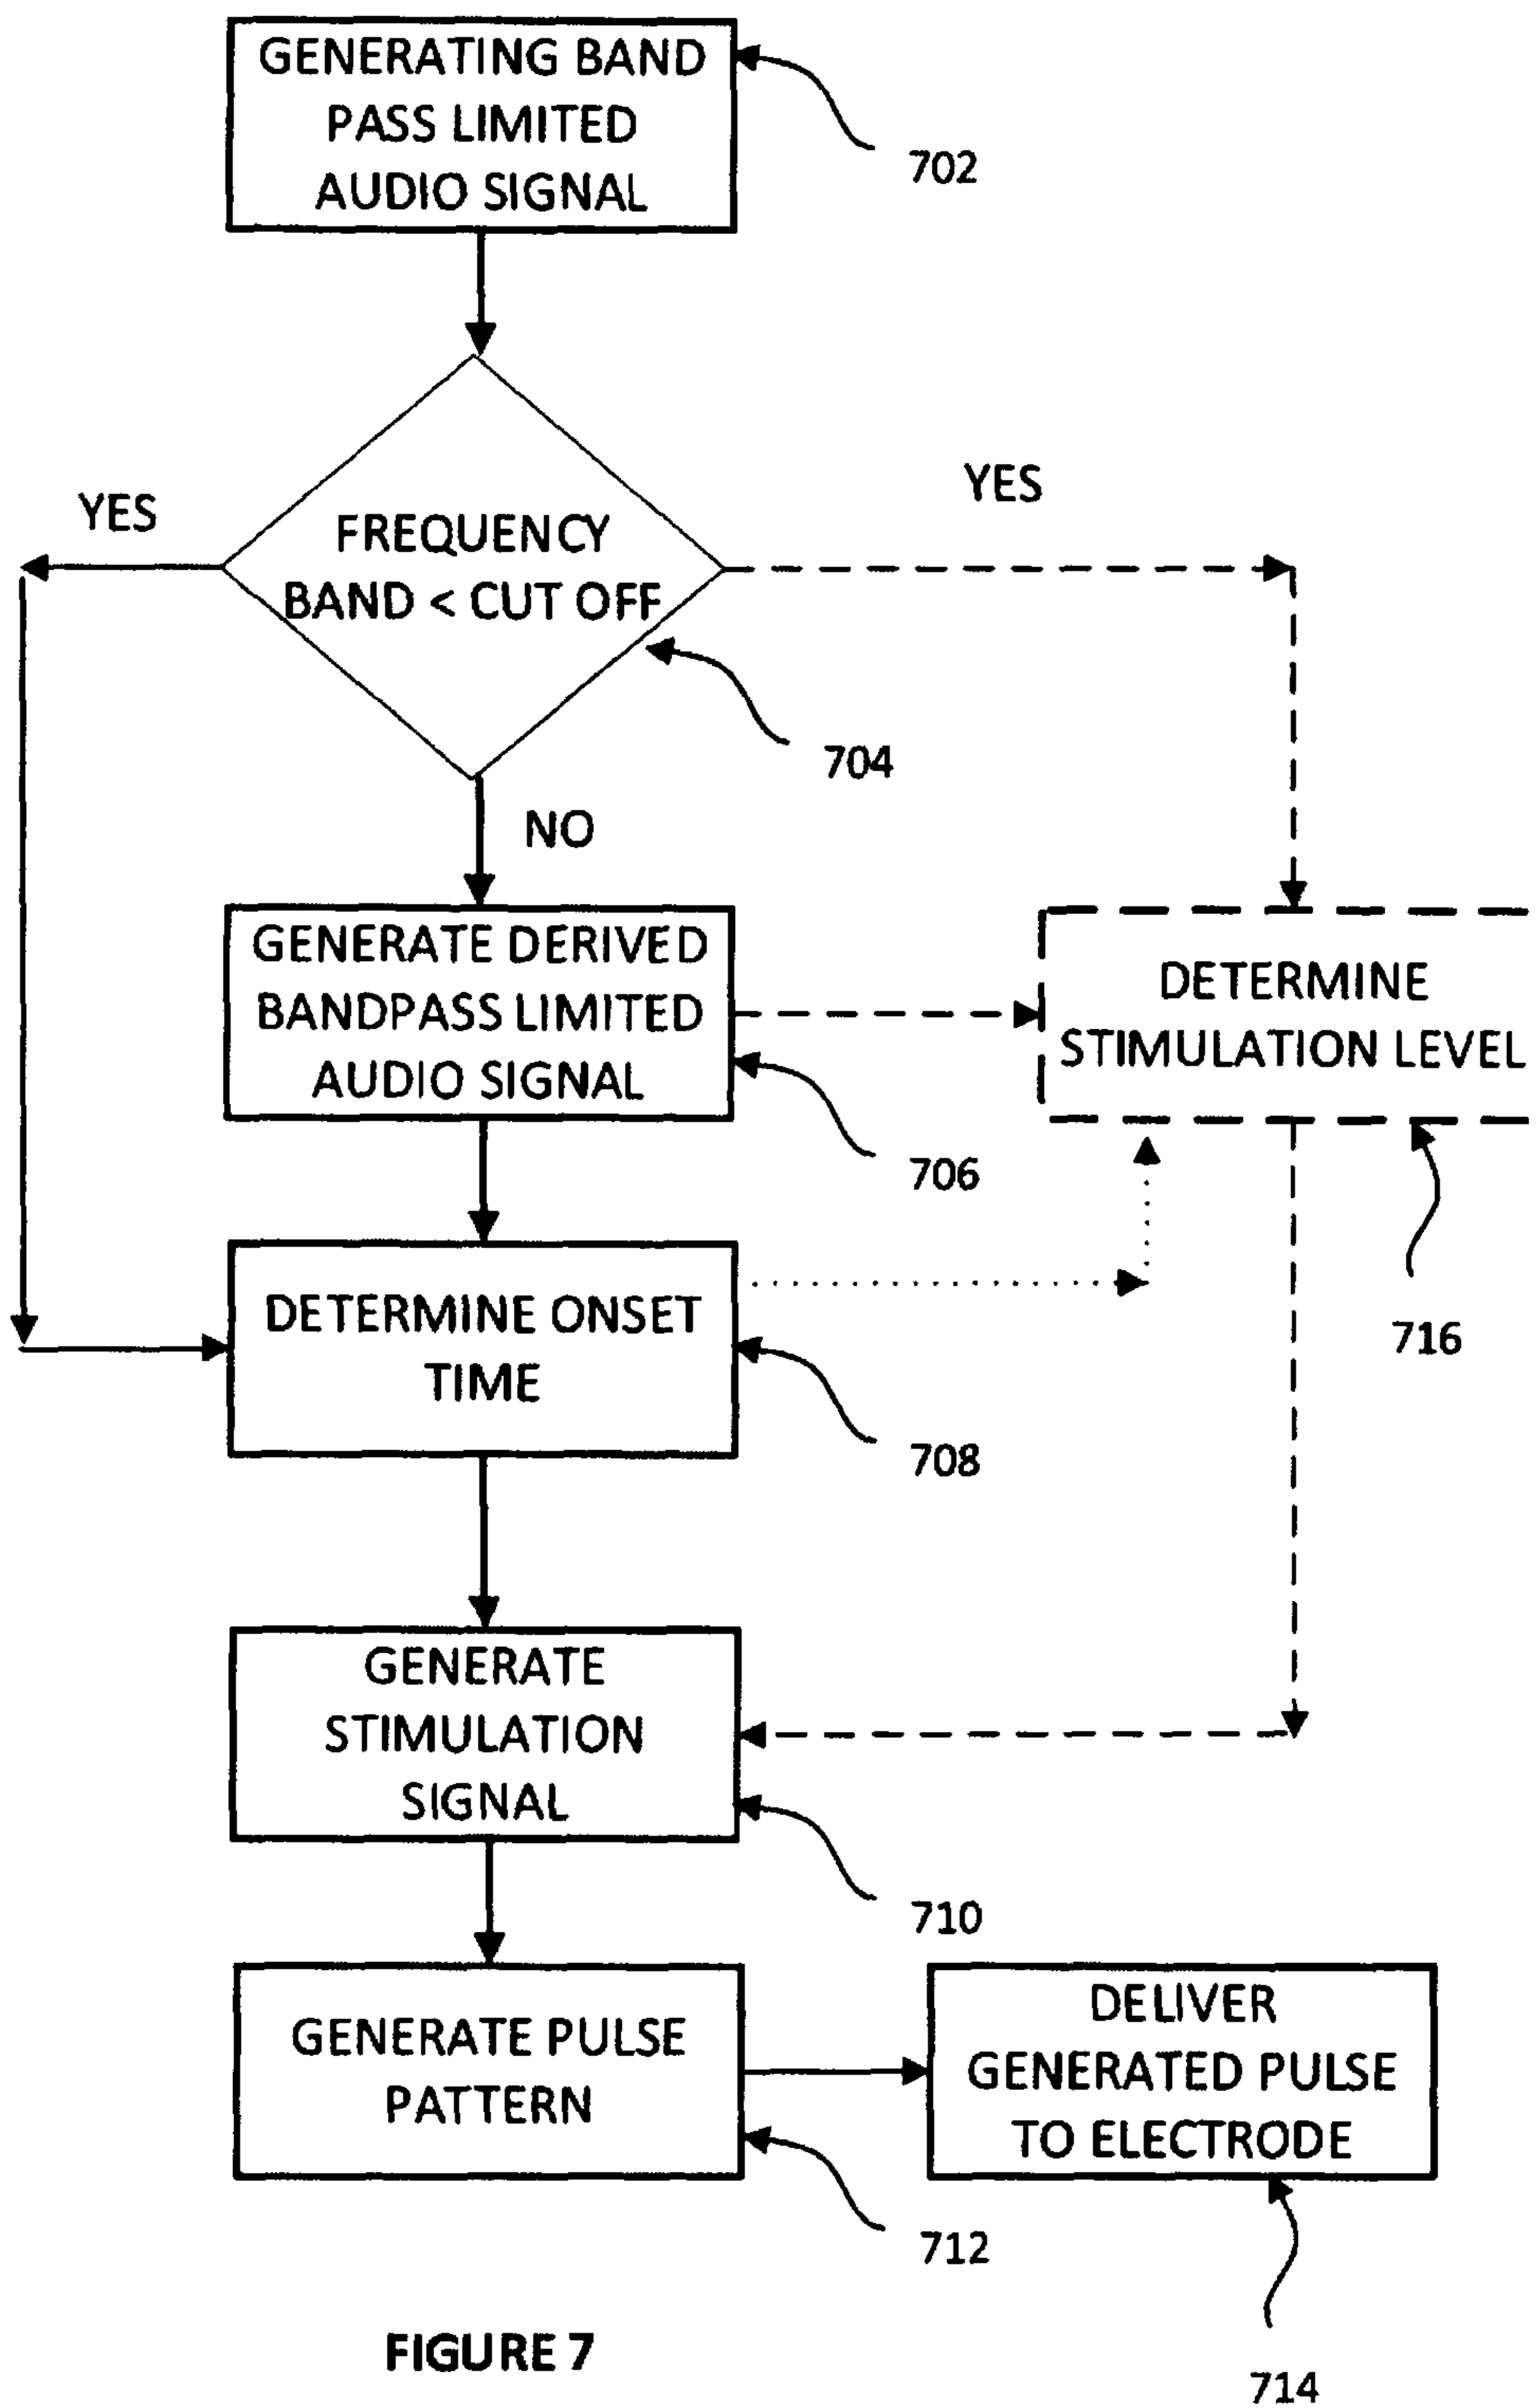 GENERATING BAND
PASS LIMITED
AUDIO SIGNAL
702
YES
YES
FREQUENCY
BAND < CUT OFF
704
NO
GENERATE DERIVED
BANDPASS LIMITED
AUDIO SIGNAL
706
DETERMINE
STIMULATION LEVEL
716
DETERMINE ONSET
TIME
708
GENERATE
STIMULATION
SIGNAL
710
GENERATE PULSE
PATTERN
712
DELIVER
GENERATED PULSE
TO ELECTRODE
714
FIGURE 7